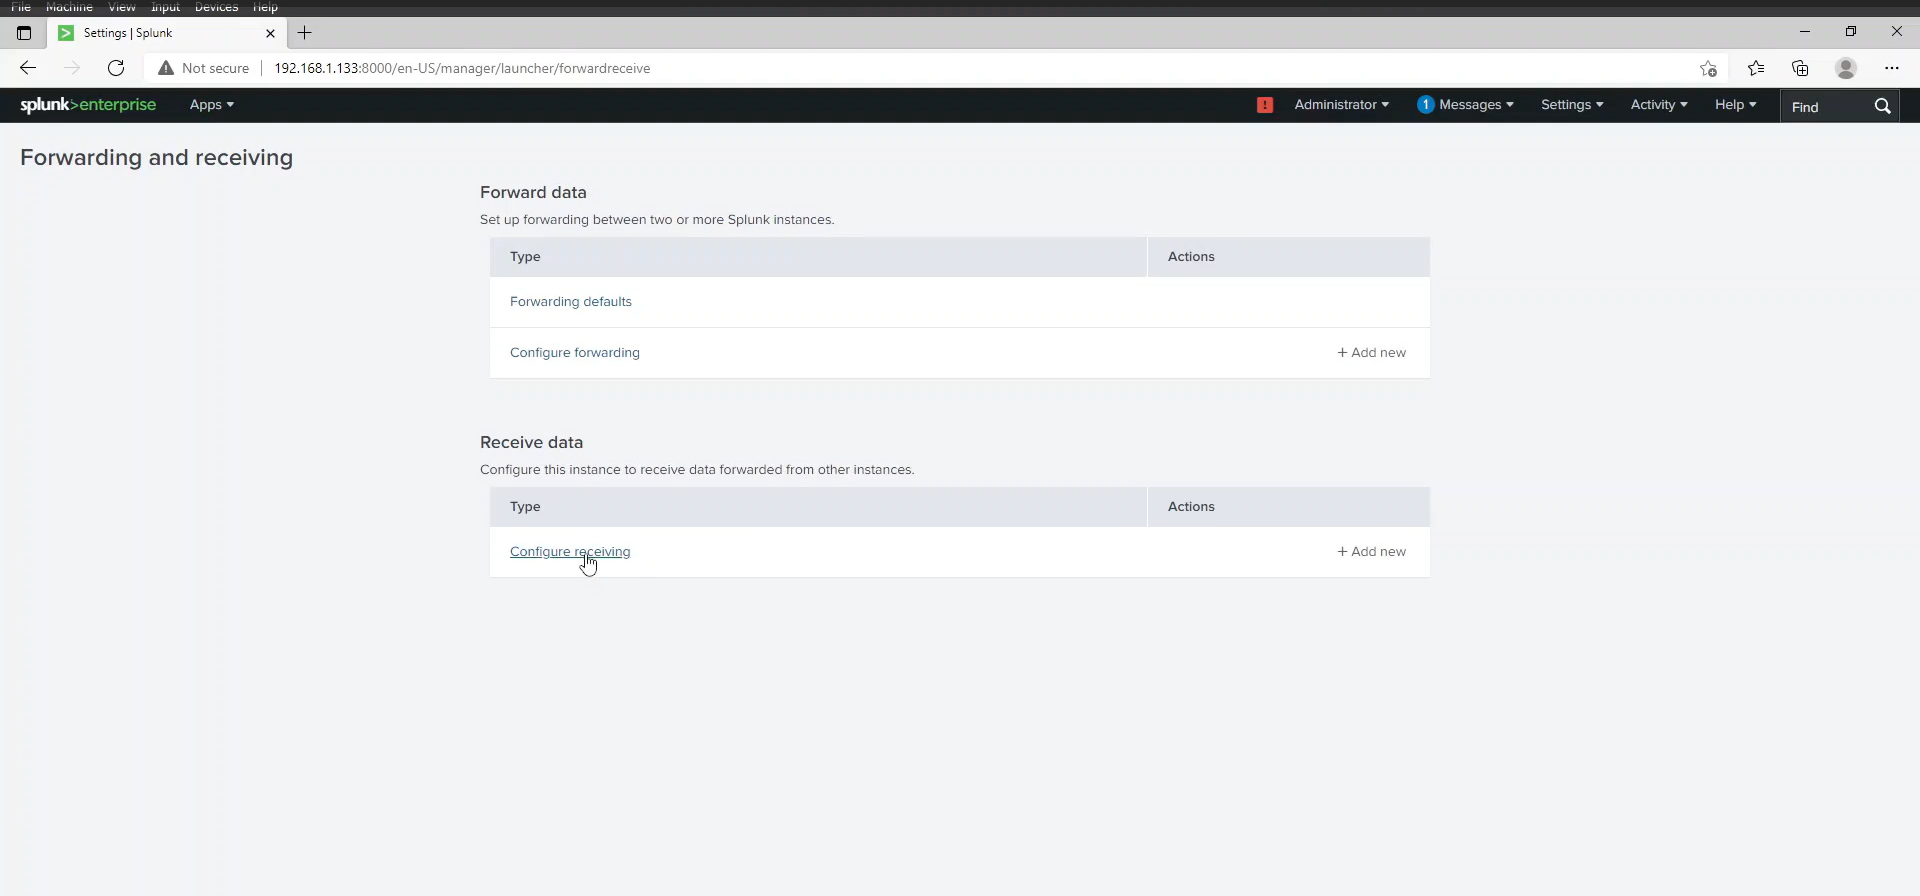 File Machine View Input Devices Help
Settings | Splunk
Not secure 192.168.1.133:8000/en-US/manager/launcher/forwardreceive
splunk>enterprise Apps Administrator 1 Messages Settings Activity Help Find
Forwarding and receiving
Forward data
Set up forwarding between two or more Splunk instances.
Type Actions
Forwarding defaults
Configure forwarding + Add new
Receive data
Configure this instance to receive data forwarded from other instances.
Type Actions
Configure receiving + Add new